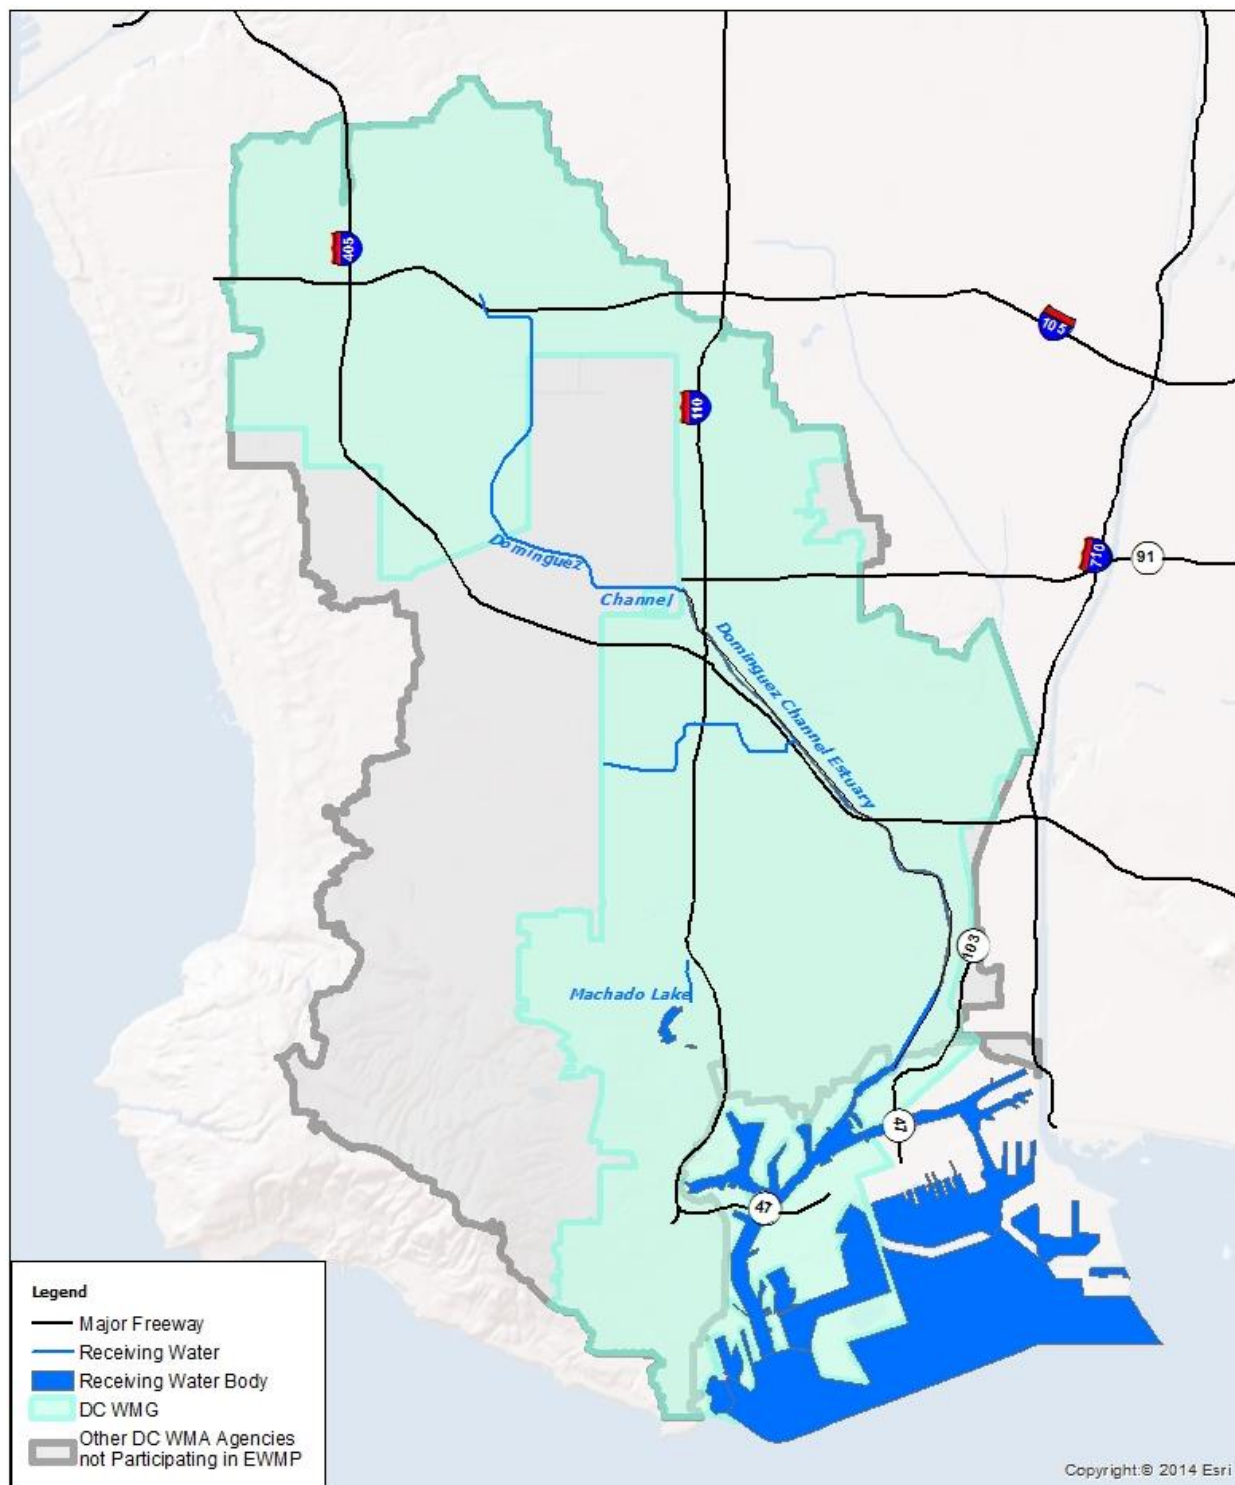 405
105
110
710
91
Dominguez
Channel
Dominguez Channel Estuary
103
Machado Lake
47
47
Legend
Major Freeway
Receiving Water
Receiving Water Body
DC WMG
Other DC WMA Agencies
not Participating in EWMP
Copyright:© 2014 Esri